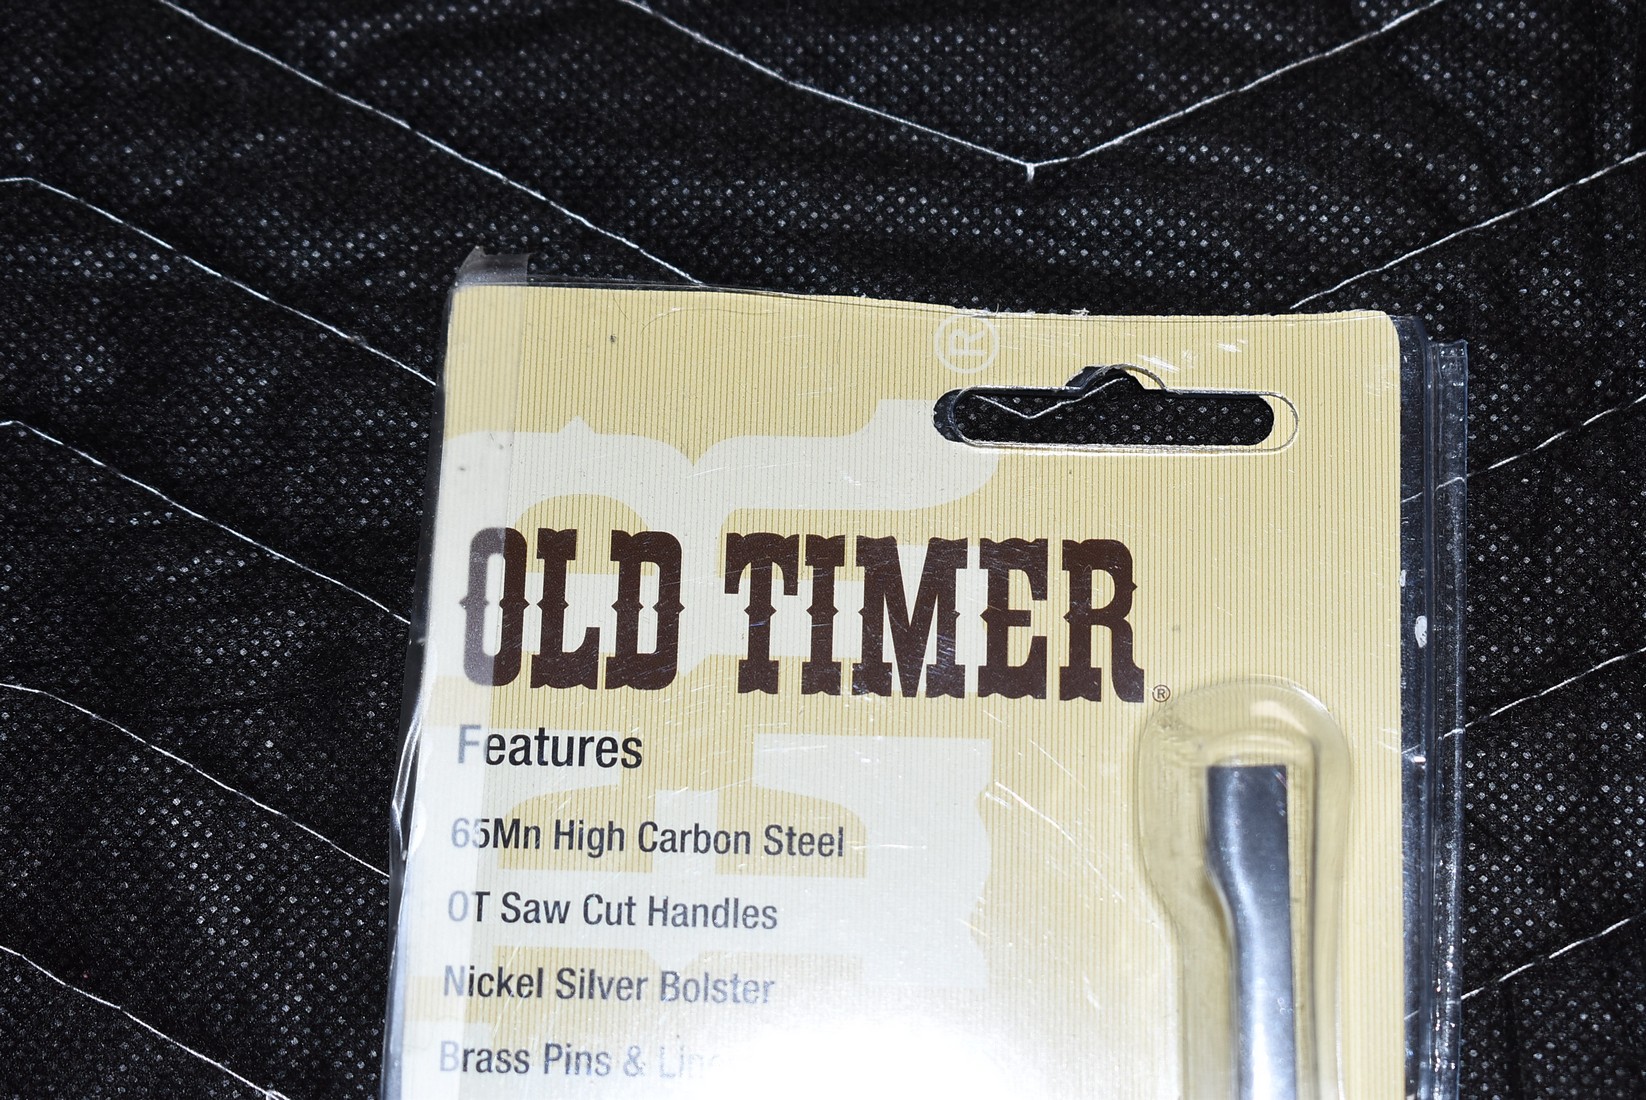 ®
OLD TIMER®
Features
65Mn High Carbon Steel
OT Saw Cut Handles
Nickel Silver Bolster
Brass Pins &